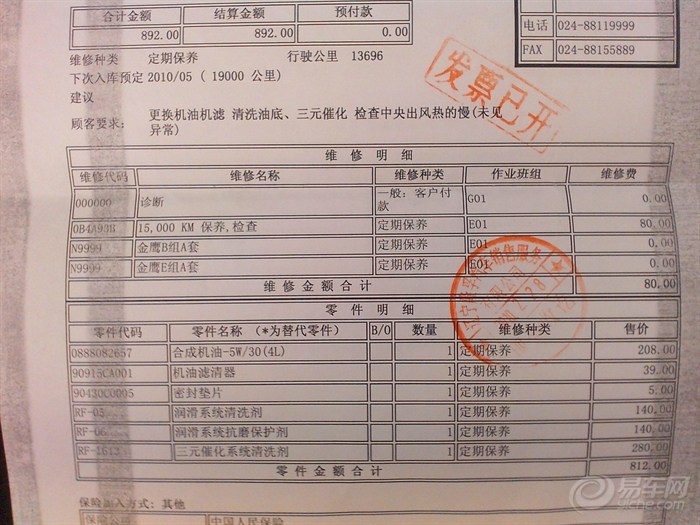 合计金额 结算金额 预付款
892.00 892.00 0.00
电话 024-88119999
FAX 024-88155889
维修种类 定期保养 行驶公里 13696
下次入库预定 2010/05 ( 19000 公里)
建议
顾客要求: 更换机油机滤 清洗油底、三元催化 检查中央出风热的慢(未见
异常)
发票已开
维修明细
维修代码 维修名称 维修种类 作业班组 维修费
000000 诊断 一般: 客户付款 G01 0.00
0B4A938 15,000 KM 保养,检查 定期保养 E01 80.00
N9999 金鹰B组A套 定期保养 E01 0.00
N9999 金鹰E组A套 定期保养 E01 0.00
维修金额合计 80.00
零件明细
零件代码 零件名称 (*为替代零件) B/O 数量 维修种类 售价
0888082657 合成机油-5W/30(4L) 1 定期保养 208.00
90915CA001 机油滤清器 1 定期保养 39.00
90430C0005 密封垫片 1 定期保养 5.00
润滑系统清洗剂 1 定期保养 140.00
润滑系统抗磨保护剂 1 定期保养 140.00
三元催化系统清洗剂 1 定期保养 280.00
零件金额合计 812.00
保险加入方式: 其他
保险公司 中国人民保险
易车网